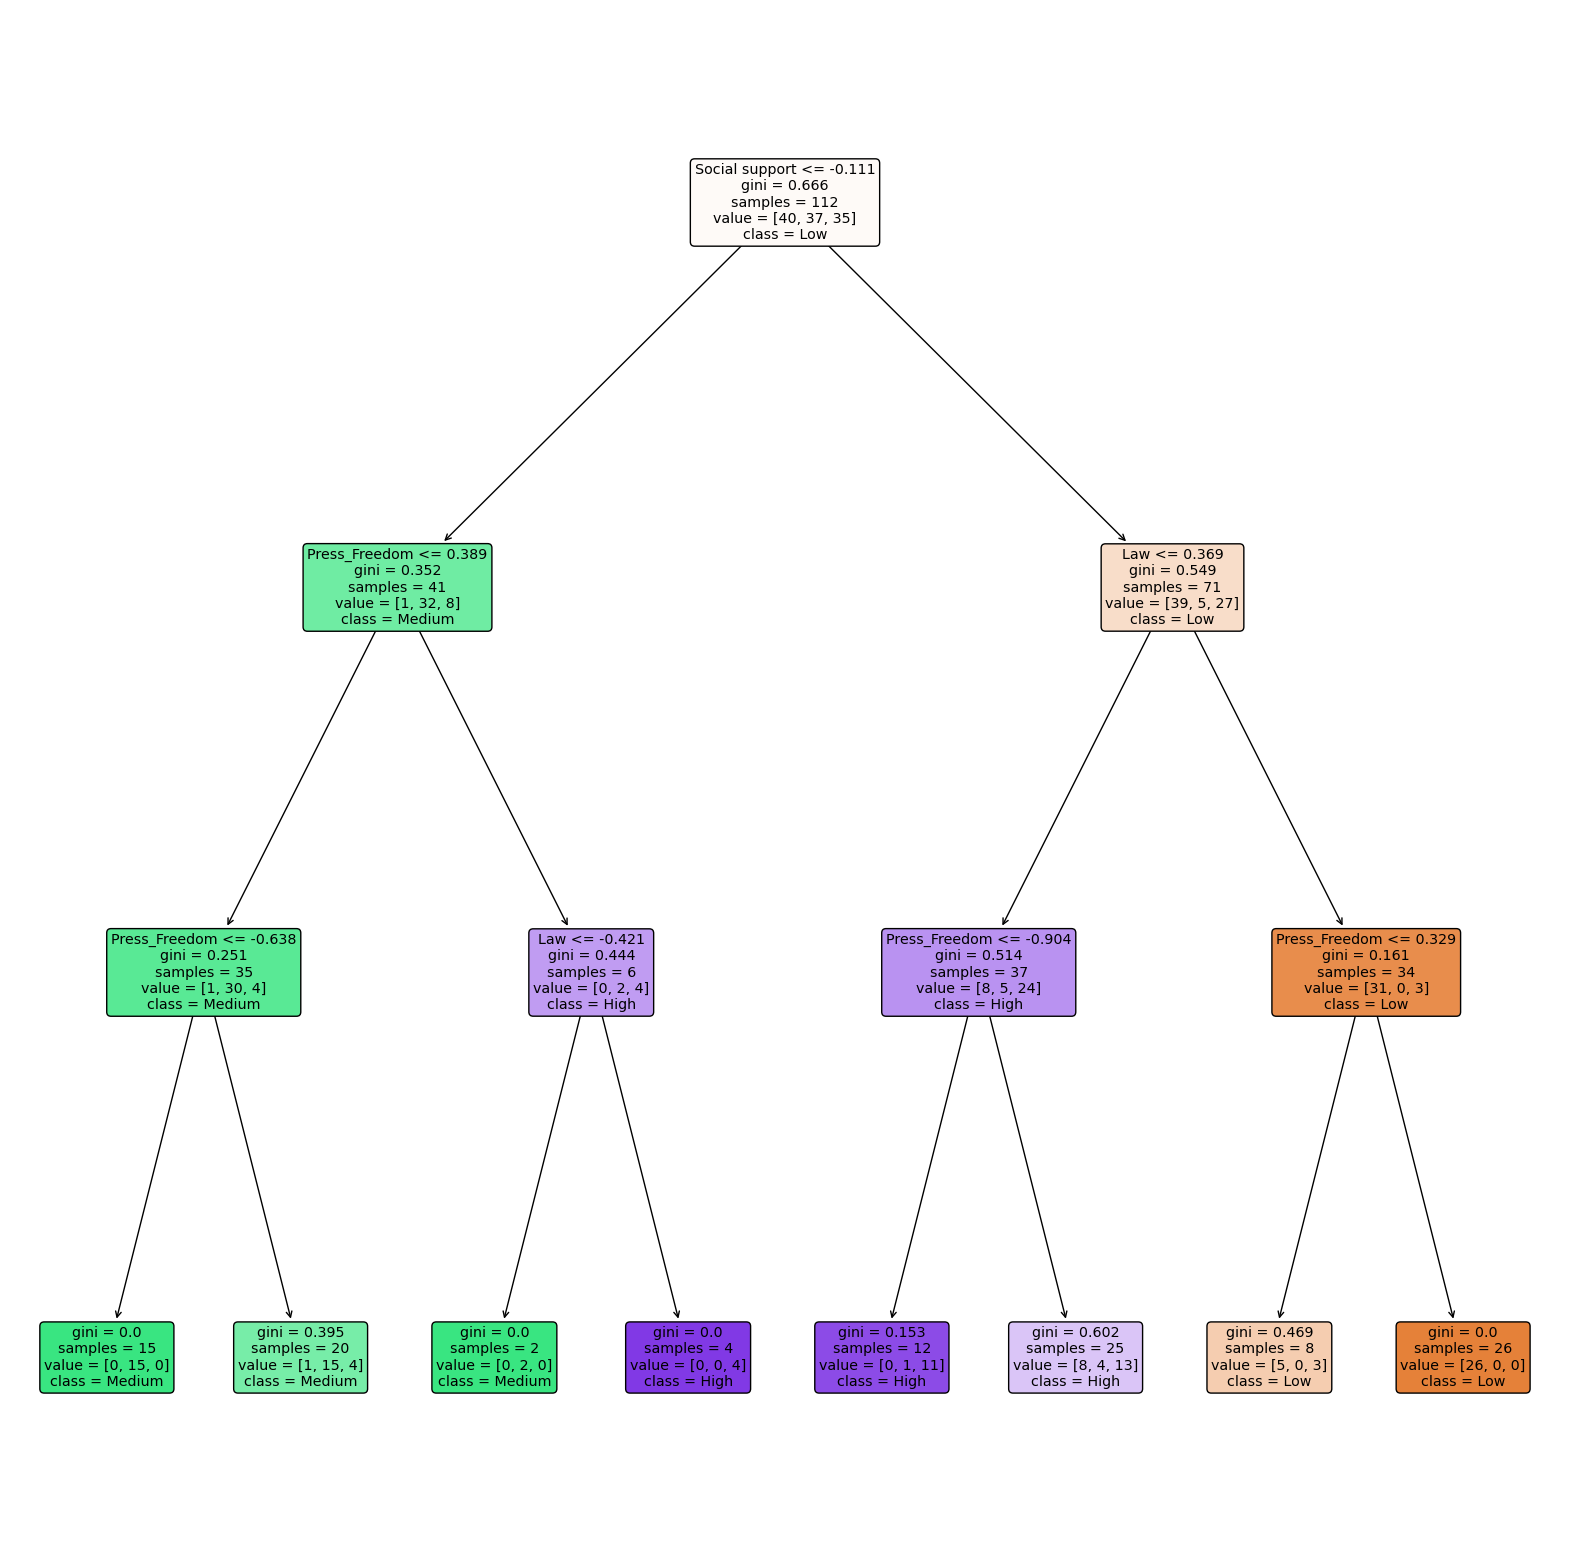 Social support <= -0.111
gini = 0.666
samples = 112
value = [40, 37, 35]
class = Low
Press_Freedom <= 0.389
gini = 0.352
samples = 41
value = [1, 32, 8]
class = Medium
Law <= 0.369
gini = 0.549
samples = 71
value = [39, 5, 27]
class = Low
Press_Freedom <= -0.638
gini = 0.251
samples = 35
value = [1, 30, 4]
class = Medium
Law <= -0.421
gini = 0.444
samples = 6
value = [0, 2, 4]
class = High
Press_Freedom <= -0.904
gini = 0.514
samples = 37
value = [8, 5, 24]
class = High
Press_Freedom <= 0.329
gini = 0.161
samples = 34
value = [31, 0, 3]
class = Low
gini = 0.0
samples = 15
value = [0, 15, 0]
class = Medium
gini = 0.395
samples = 20
value = [1, 15, 4]
class = Medium
gini = 0.0
samples = 2
value = [0, 2, 0]
class = Medium
gini = 0.0
samples = 4
value = [0, 0, 4]
class = High
gini = 0.153
samples = 12
value = [0, 1, 11]
class = High
gini = 0.602
samples = 25
value = [8, 4, 13]
class = High
gini = 0.469
samples = 8
value = [5, 0, 3]
class = Low
gini = 0.0
samples = 26
value = [26, 0, 0]
class = Low